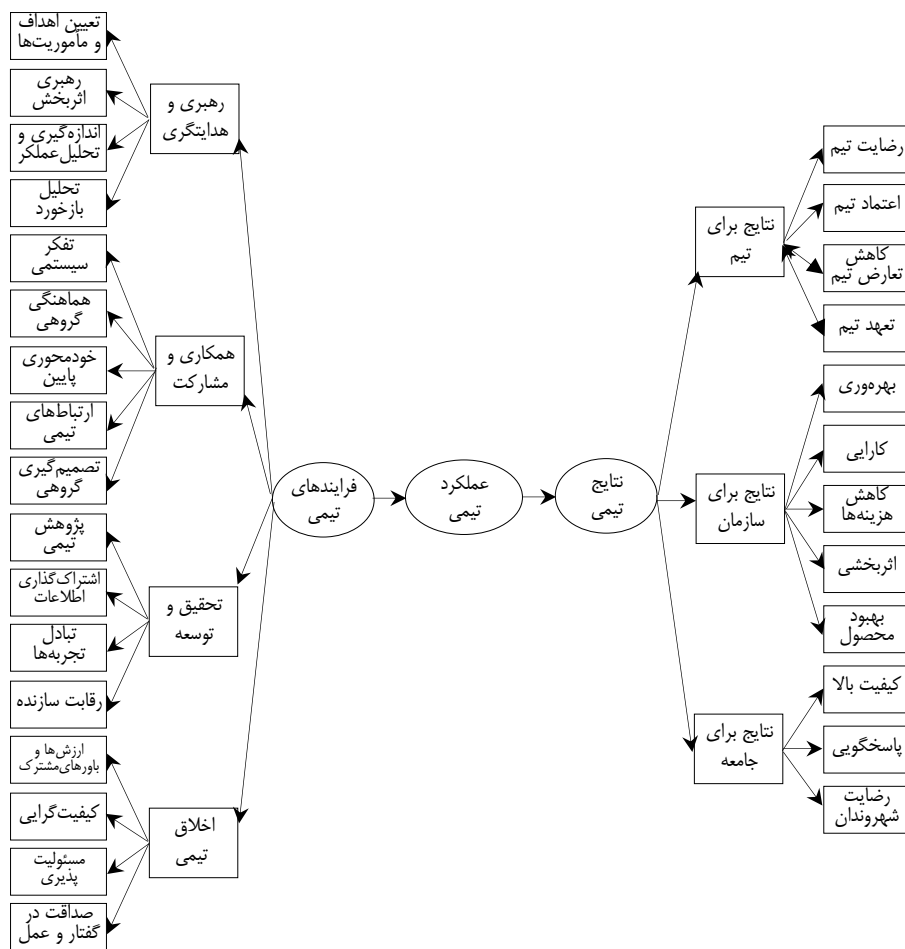 تعیین اهداف
و مأموریت‌ها
رهبری
اثربخش
اندازه‌گیری و
تحلیل‌عملکر
تحلیل
بازخورد
رهبری و
هدایتگری
تفکر
سیستمی
هماهنگی
گروهی
خودمحوری
پایین
ارتباط‌های
تیمی
تصمیم‌گیری
گروهی
همکاری و
مشارکت
پژوهش
تیمی
اشتراک‌گذاری
اطلاعات
تبادل
تجربه‌ها
رقابت سازنده
تحقیق و
توسعه
ارزش‌ها و
باورهای‌مشترک
کیفیت‌گرایی
مسئولیت
پذیری
صداقت در
گفتار و عمل
اخلاق
تیمی
فرایندهای
تیمی
عملکرد
تیمی
نتایج
تیمی
نتایج برای
تیم
رضایت تیم
اعتماد تیم
کاهش
تعارض تیم
تعهد تیم
نتایج برای
سازمان
بهره‌وری
کارایی
کاهش
هزینه‌ها
اثربخشی
بهبود
محصول
نتایج برای
جامعه
کیفیت بالا
پاسخگویی
رضایت
شهروندان